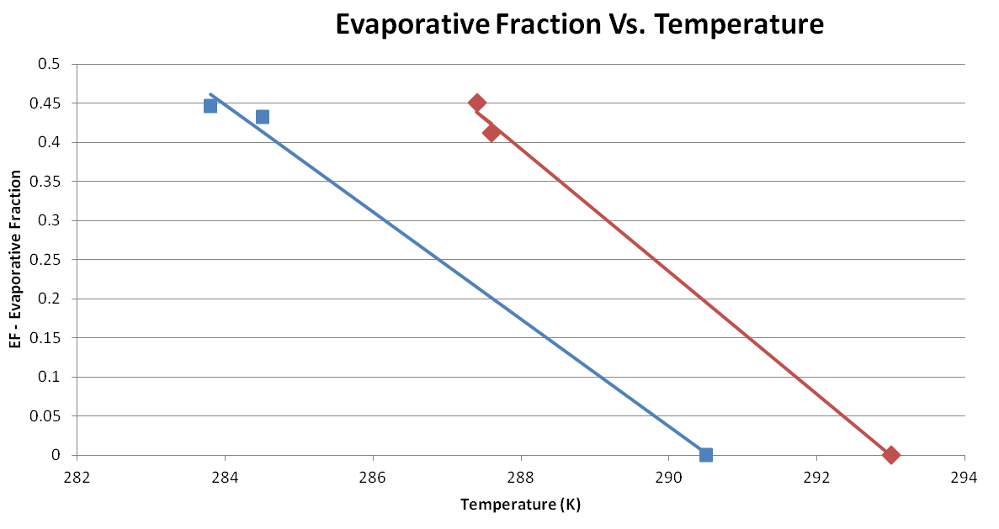 Evaporative Fraction Vs. Temperature
0.5
0.45
0.4
0.35
0.3
0.25
0.2
0.15
0.1
0.05
0
EF - Evaporative Fraction
282 284 286 288 290 292 294
Temperature (K)